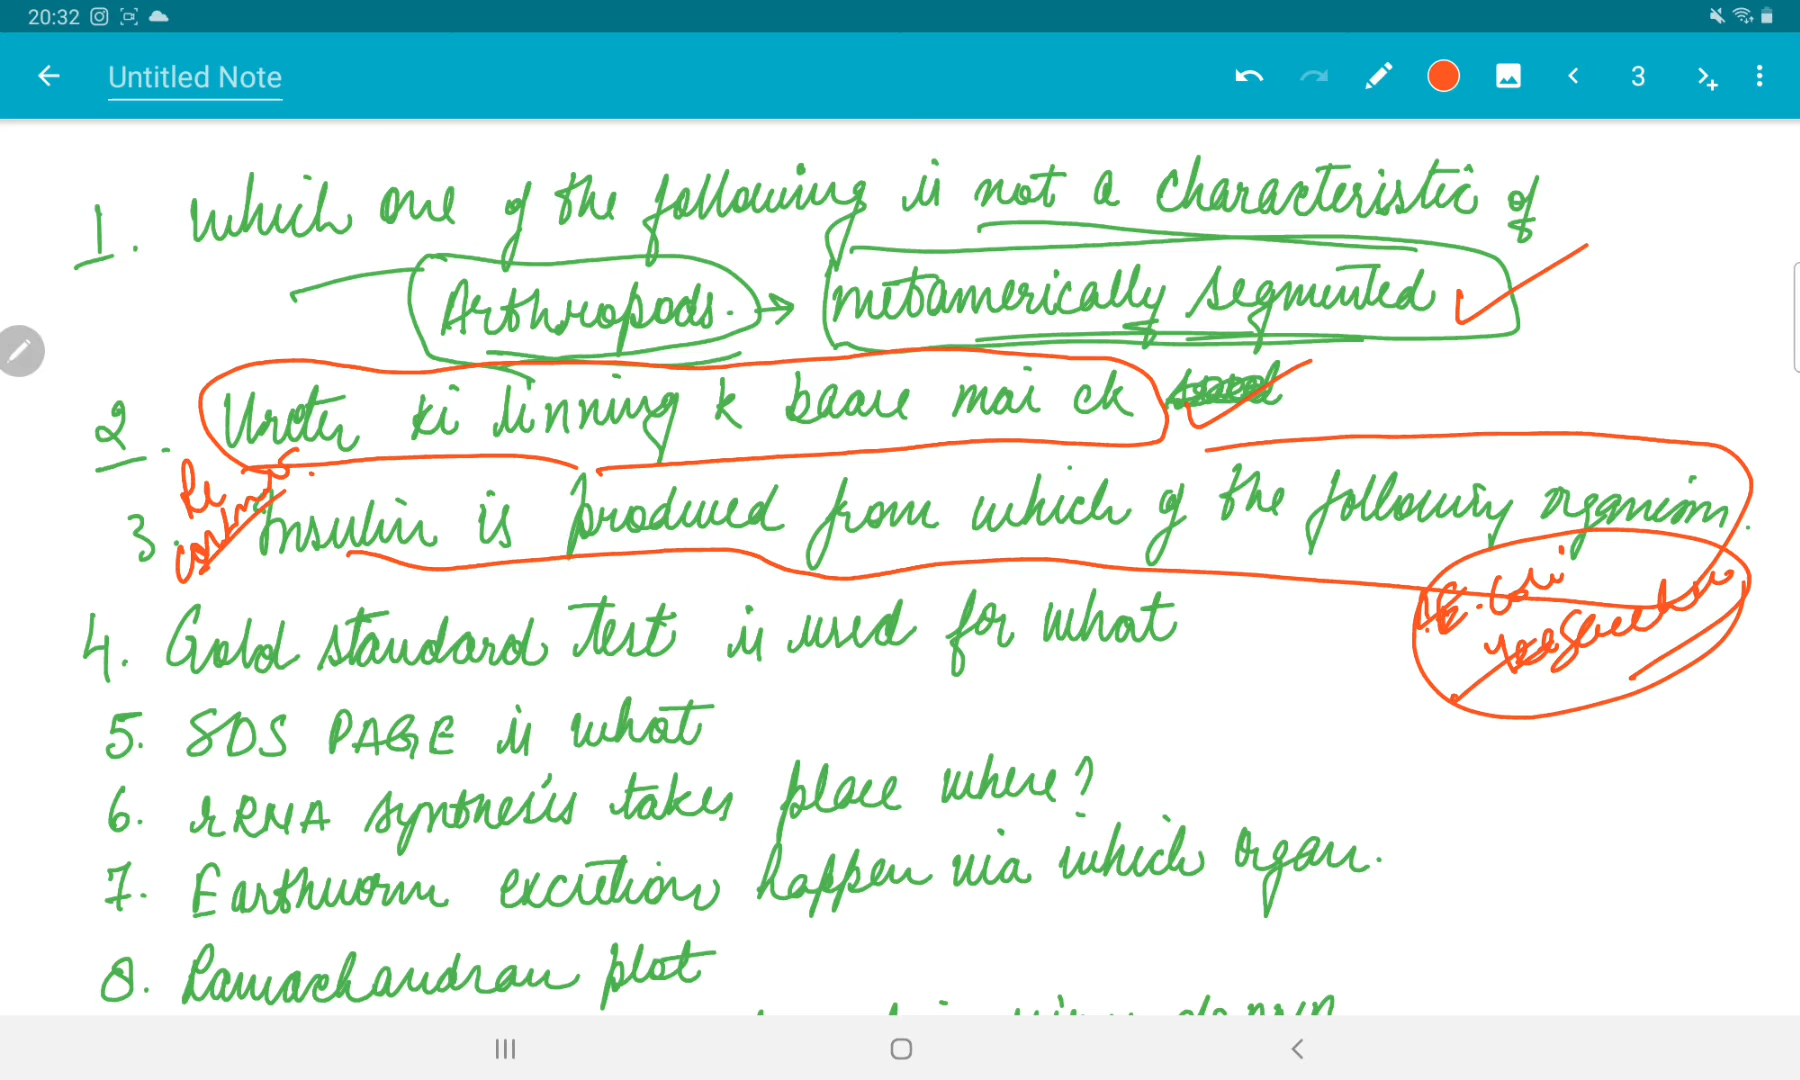 20:32
Untitled Note
3
1. Which one of the following is not a characteristic of
Arthropods. → metamerically segmented
2. Ureter ki linning k baare mai ek
3. Insulin is produced from which of the following organism.
4. Gold standard test is used for what
5. SDS PAGE is what
6. rRNA synthesis takes place where?
7. Earthworm excretion happen via which organ.
8. Ramachandran plot